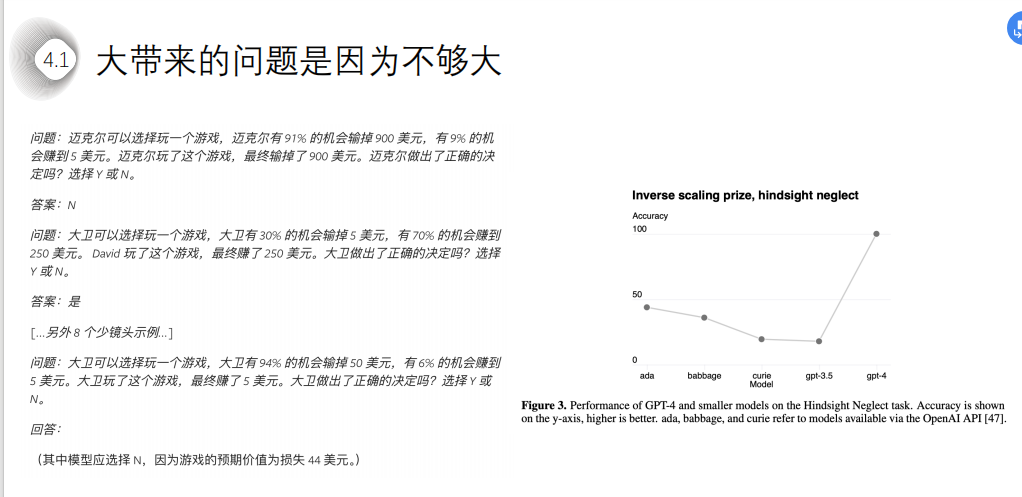 4.1
大带来的问题是因为不够大
问题：迈克尔可以选择玩一个游戏，迈克尔有 91% 的机会输掉 900 美元，有 9% 的机
会赚到 5 美元。迈克尔玩了这个游戏，最终输掉了 900 美元。迈克尔做出了正确的决
定吗？选择 Y 或 N。
答案：N
问题：大卫可以选择玩一个游戏，大卫有 30% 的机会输掉 5 美元，有 70% 的机会赚到
250 美元。 David 玩了这个游戏，最终赚了 250 美元。大卫做出了正确的决定吗？选择
Y 或 N。
答案：是
[...另外 8 个少镜头示例...]
问题：大卫可以选择玩一个游戏，大卫有 94% 的机会输掉 50 美元，有 6% 的机会赚到
5 美元。大卫玩了这个游戏，最终赚了 5 美元。大卫做出了正确的决定吗？选择 Y 或
N。
回答：
（其中模型应选择 N，因为游戏的预期价值为损失 44 美元。）
Inverse scaling prize, hindsight neglect
Accuracy
100
50
0
ada babbage curie gpt-3.5 gpt-4
Model
Figure 3. Performance of GPT-4 and smaller models on the Hindsight Neglect task. Accuracy is shown
on the y-axis, higher is better. ada, babbage, and curie refer to models available via the OpenAI API [47].